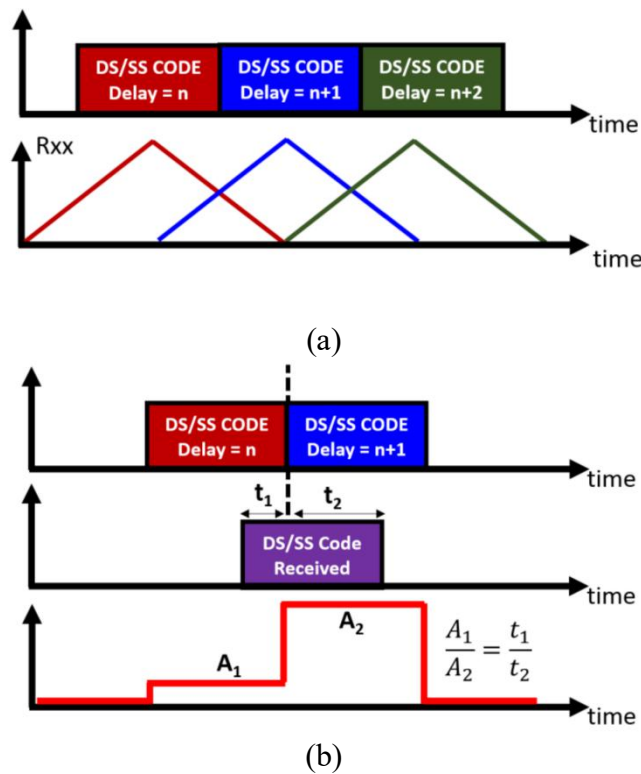 DS/SS CODE
Delay = n
DS/SS CODE
Delay = n+1
DS/SS CODE
Delay = n+2
time
Rxx
time
(a)
DS/SS CODE
Delay = n
DS/SS CODE
Delay = n+1
time
t₁
t₂
DS/SS Code
Received
time
A₁
A₂
A₁/A₂ = t₁/t₂
time
(b)